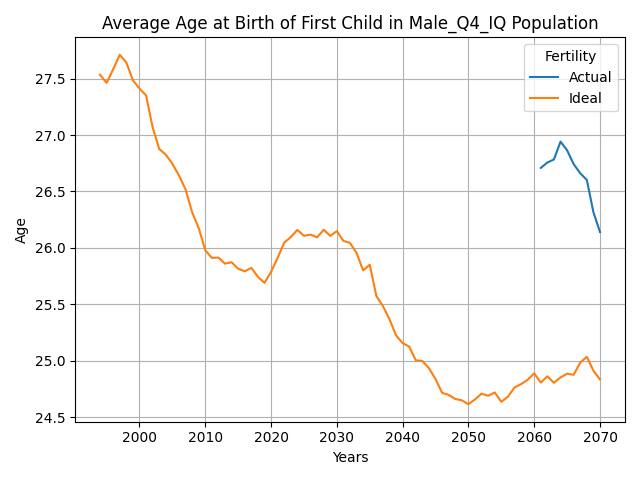 Average Age at Birth of First Child in Male_Q4_IQ Population
Fertility
Actual
Ideal
27.5
27.0
26.5
26.0
25.5
25.0
24.5
Age
2000
2010
2020
2030
2040
2050
2060
2070
Years